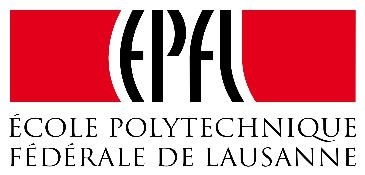 EPFL
ÉCOLE POLYTECHNIQUE
FÉDÉRALE DE LAUSANNE